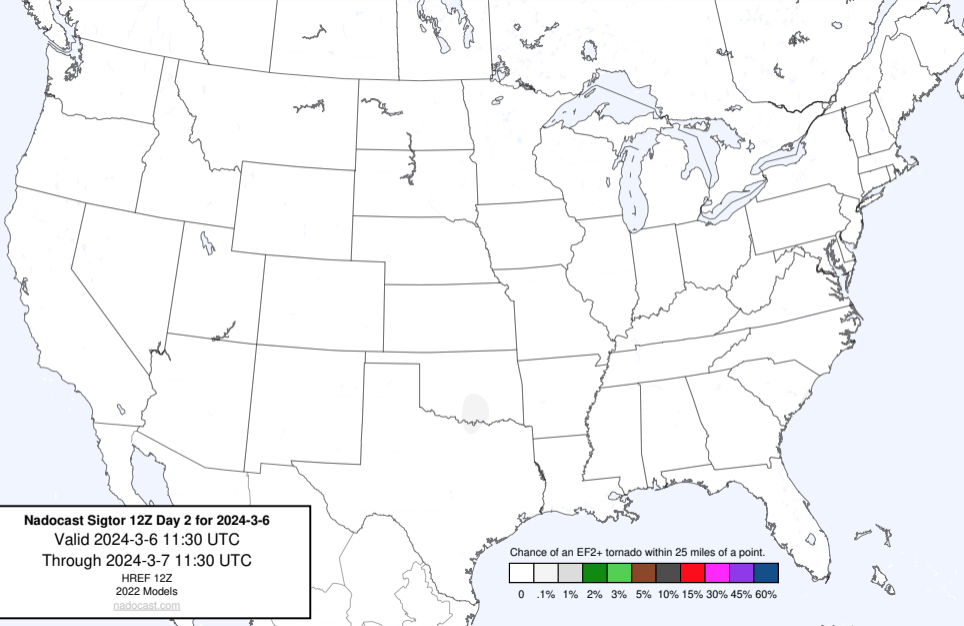 Nadocast Sigtor 12Z Day 2 for 2024-3-6
Valid 2024-3-6 11:30 UTC
Through 2024-3-7 11:30 UTC
HREF 12Z
2022 Models
nadocast.com
Chance of an EF2+ tornado within 25 miles of a point.
0 .1% 1% 2% 3% 5% 10% 15% 30% 45% 60%